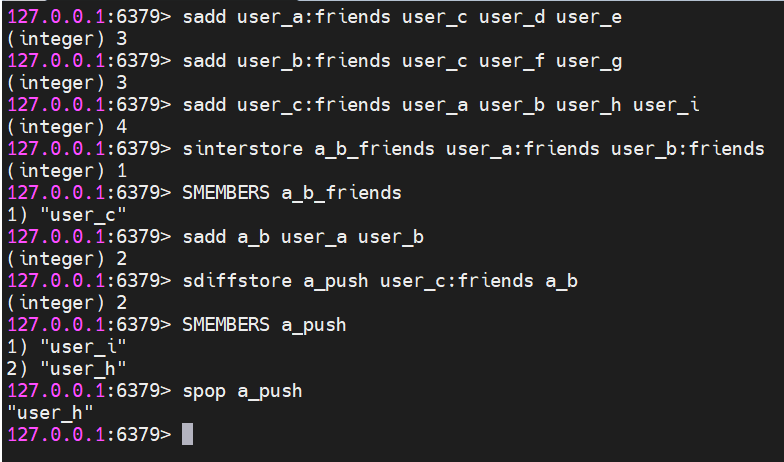 127.0.0.1:6379> sadd user_a:friends user_c user_d user_e
(integer) 3
127.0.0.1:6379> sadd user_b:friends user_c user_f user_g
(integer) 3
127.0.0.1:6379> sadd user_c:friends user_a user_b user_h user_i
(integer) 4
127.0.0.1:6379> sinterstore a_b_friends user_a:friends user_b:friends
(integer) 1
127.0.0.1:6379> SMEMBERS a_b_friends
1) "user_c"
127.0.0.1:6379> sadd a_b user_a user_b
(integer) 2
127.0.0.1:6379> sdiffstore a_push user_c:friends a_b
(integer) 2
127.0.0.1:6379> SMEMBERS a_push
1) "user_i"
2) "user_h"
127.0.0.1:6379> spop a_push
"user_h"
127.0.0.1:6379>